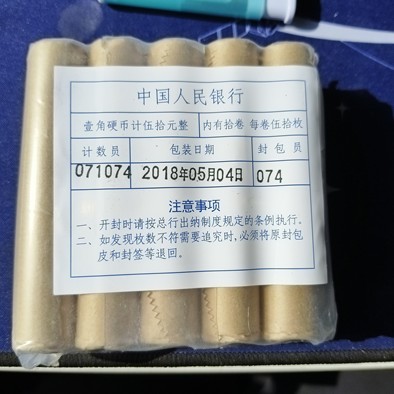 中国人民银行
壹角硬币计伍拾元整 内有拾卷 每卷伍拾枚
计数员 包装日期 封包员
071074 2018年05月04日 074
注意事项
一、开封时请按总行出纳制度规定的条例执行。
二、如发现枚数不符需要追究时,必须将原封包
皮和封签等退回。